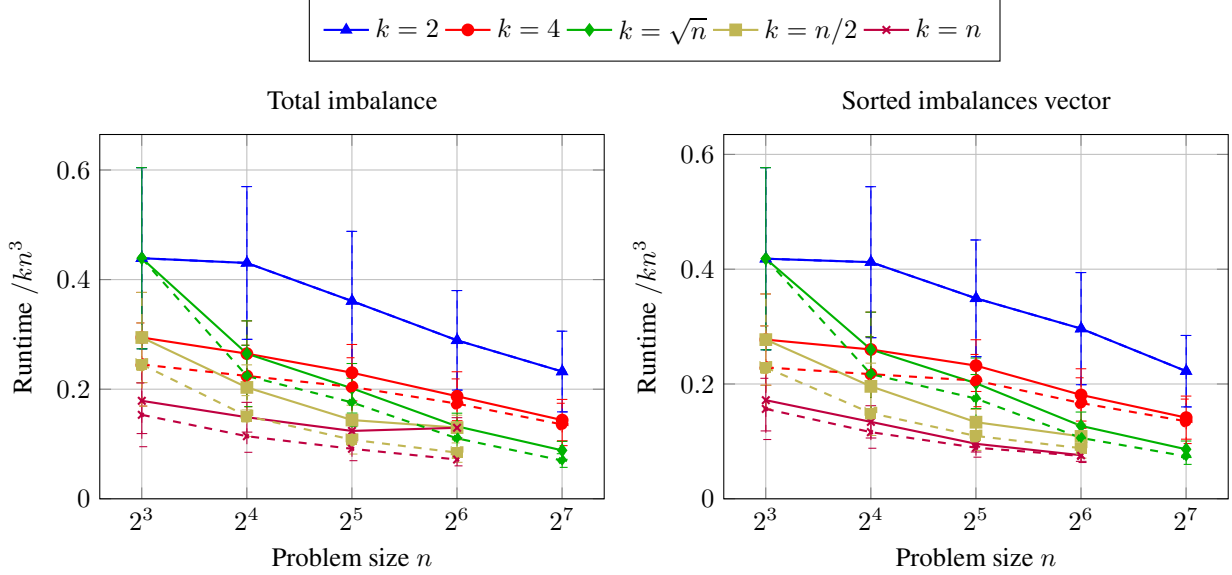 k = 2 k = 4 k = √n k = n/2 k = n
Total imbalance
0.6
0.4
0.2
0
Runtime /kn³
2³ 2⁴ 2⁵ 2⁶ 2⁷
Problem size n
Sorted imbalances vector
0.6
0.4
0.2
0
Runtime /kn³
2³ 2⁴ 2⁵ 2⁶ 2⁷
Problem size n